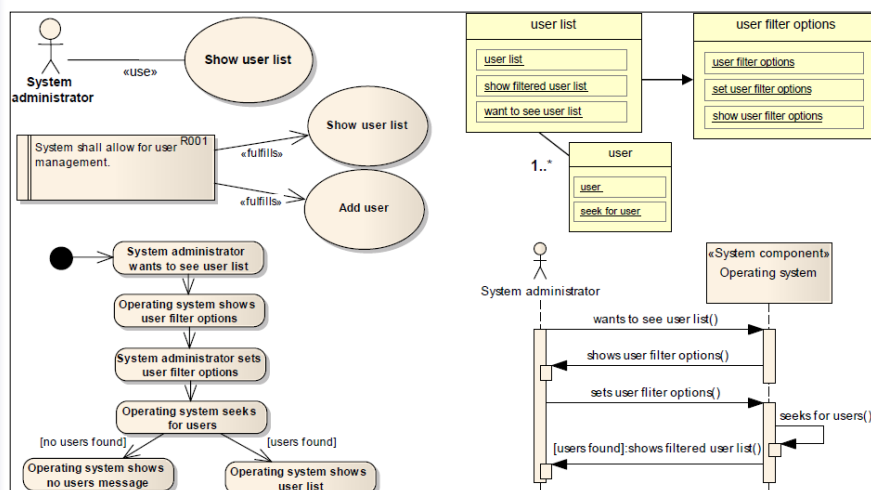 System
administrator
«use»
Show user list
System shall allow for user
management.
R001
«fulfills»
Show user list
«fulfills»
Add user
System administrator
wants to see user list
Operating system shows
user filter options
System administrator sets
user filter options
Operating system seeks
for users
[no users found]
[users found]
Operating system shows
no users message
Operating system shows
user list
user list
user list
show filtered user list
want to see user list
user filter options
user filter options
set user filter options
show user filter options
1..*
user
user
seek for user
System administrator
«System component»
Operating system
wants to see user list()
shows user filter options()
sets user fliter options()
seeks for users()
[users found]:shows filtered user list()